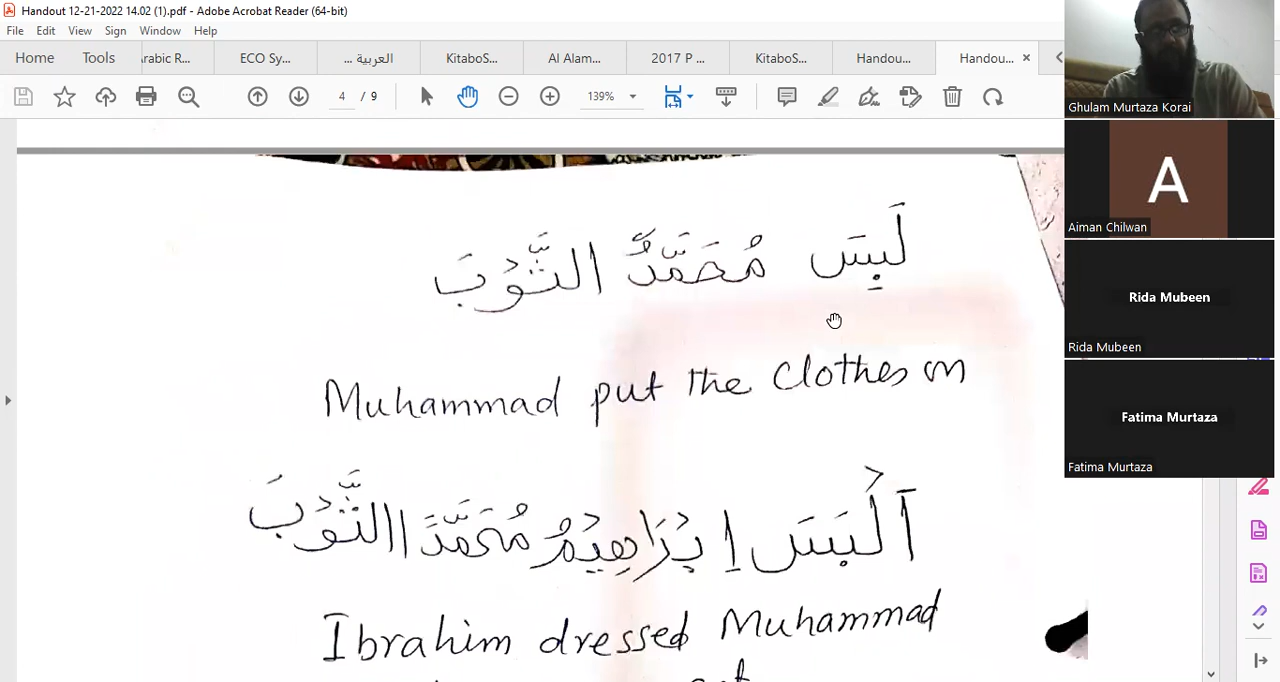 Handout 12-21-2022 14.02 (1).pdf - Adobe Acrobat Reader (64-bit)
File Edit View Sign Window Help
Home Tools rabic R... ECO Sy... العربية ... KitaboS... Al Alam... 2017 P ... KitaboS... Handou... Handou... ×
4 / 9 139%
لَبِسَ مُحَمَّدٌ الثَّوْبَ
Muhammad put the clothes on
اَلْبَسَ اِبْرَاهِيْمُ مُحَمَّدًا الثَّوْبَ
Ibrahim dressed Muhammad
Ghulam Murtaza Korai
A
Aiman Chilwan
Rida Mubeen
Rida Mubeen
Fatima Murtaza
Fatima Murtaza